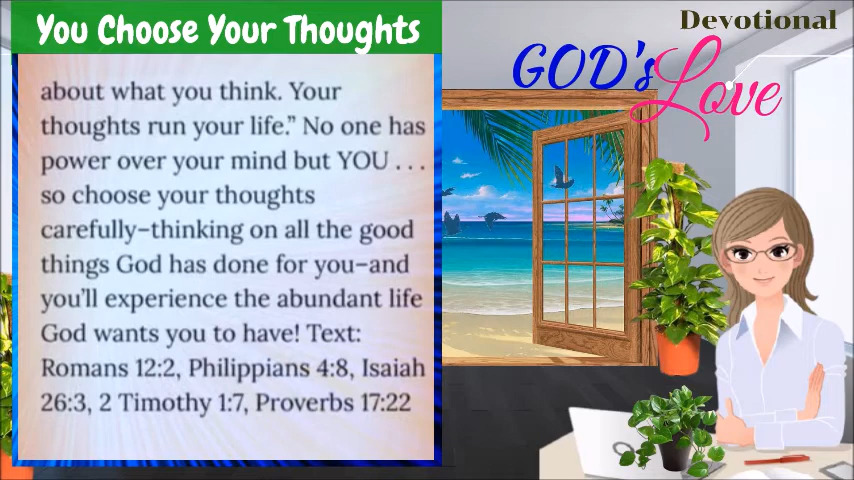 You Choose Your Thoughts
about what you think. Your
thoughts run your life.” No one has
power over your mind but YOU . . .
so choose your thoughts
carefully–thinking on all the good
things God has done for you–and
you’ll experience the abundant life
God wants you to have! Text:
Romans 12:2, Philippians 4:8, Isaiah
26:3, 2 Timothy 1:7, Proverbs 17:22
Devotional
GOD's
Love